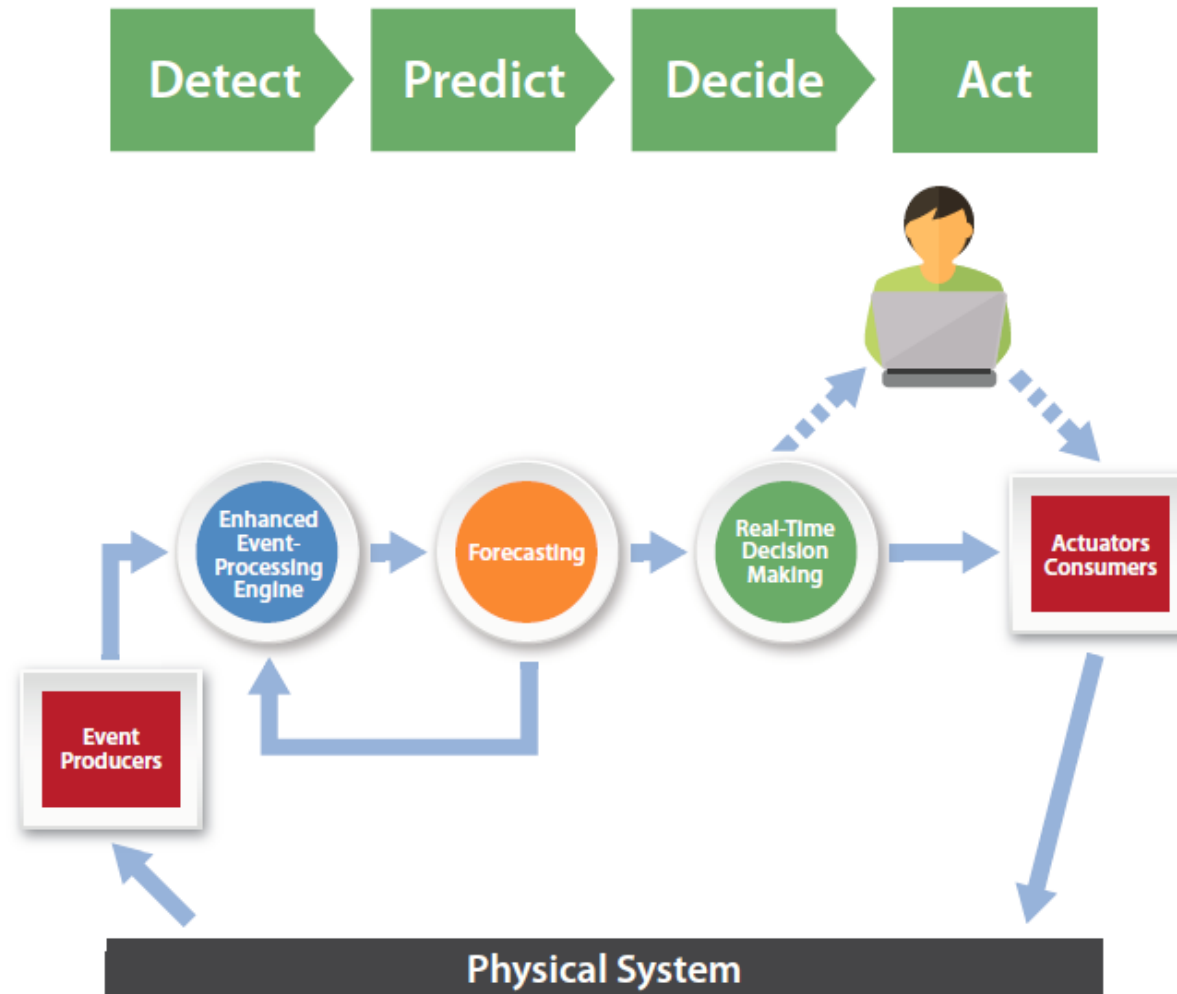 Detect
Predict
Decide
Act
Enhanced
Event-
Processing
Engine
Forecasting
Real-Time
Decision
Making
Actuators
Consumers
Event
Producers
Physical System